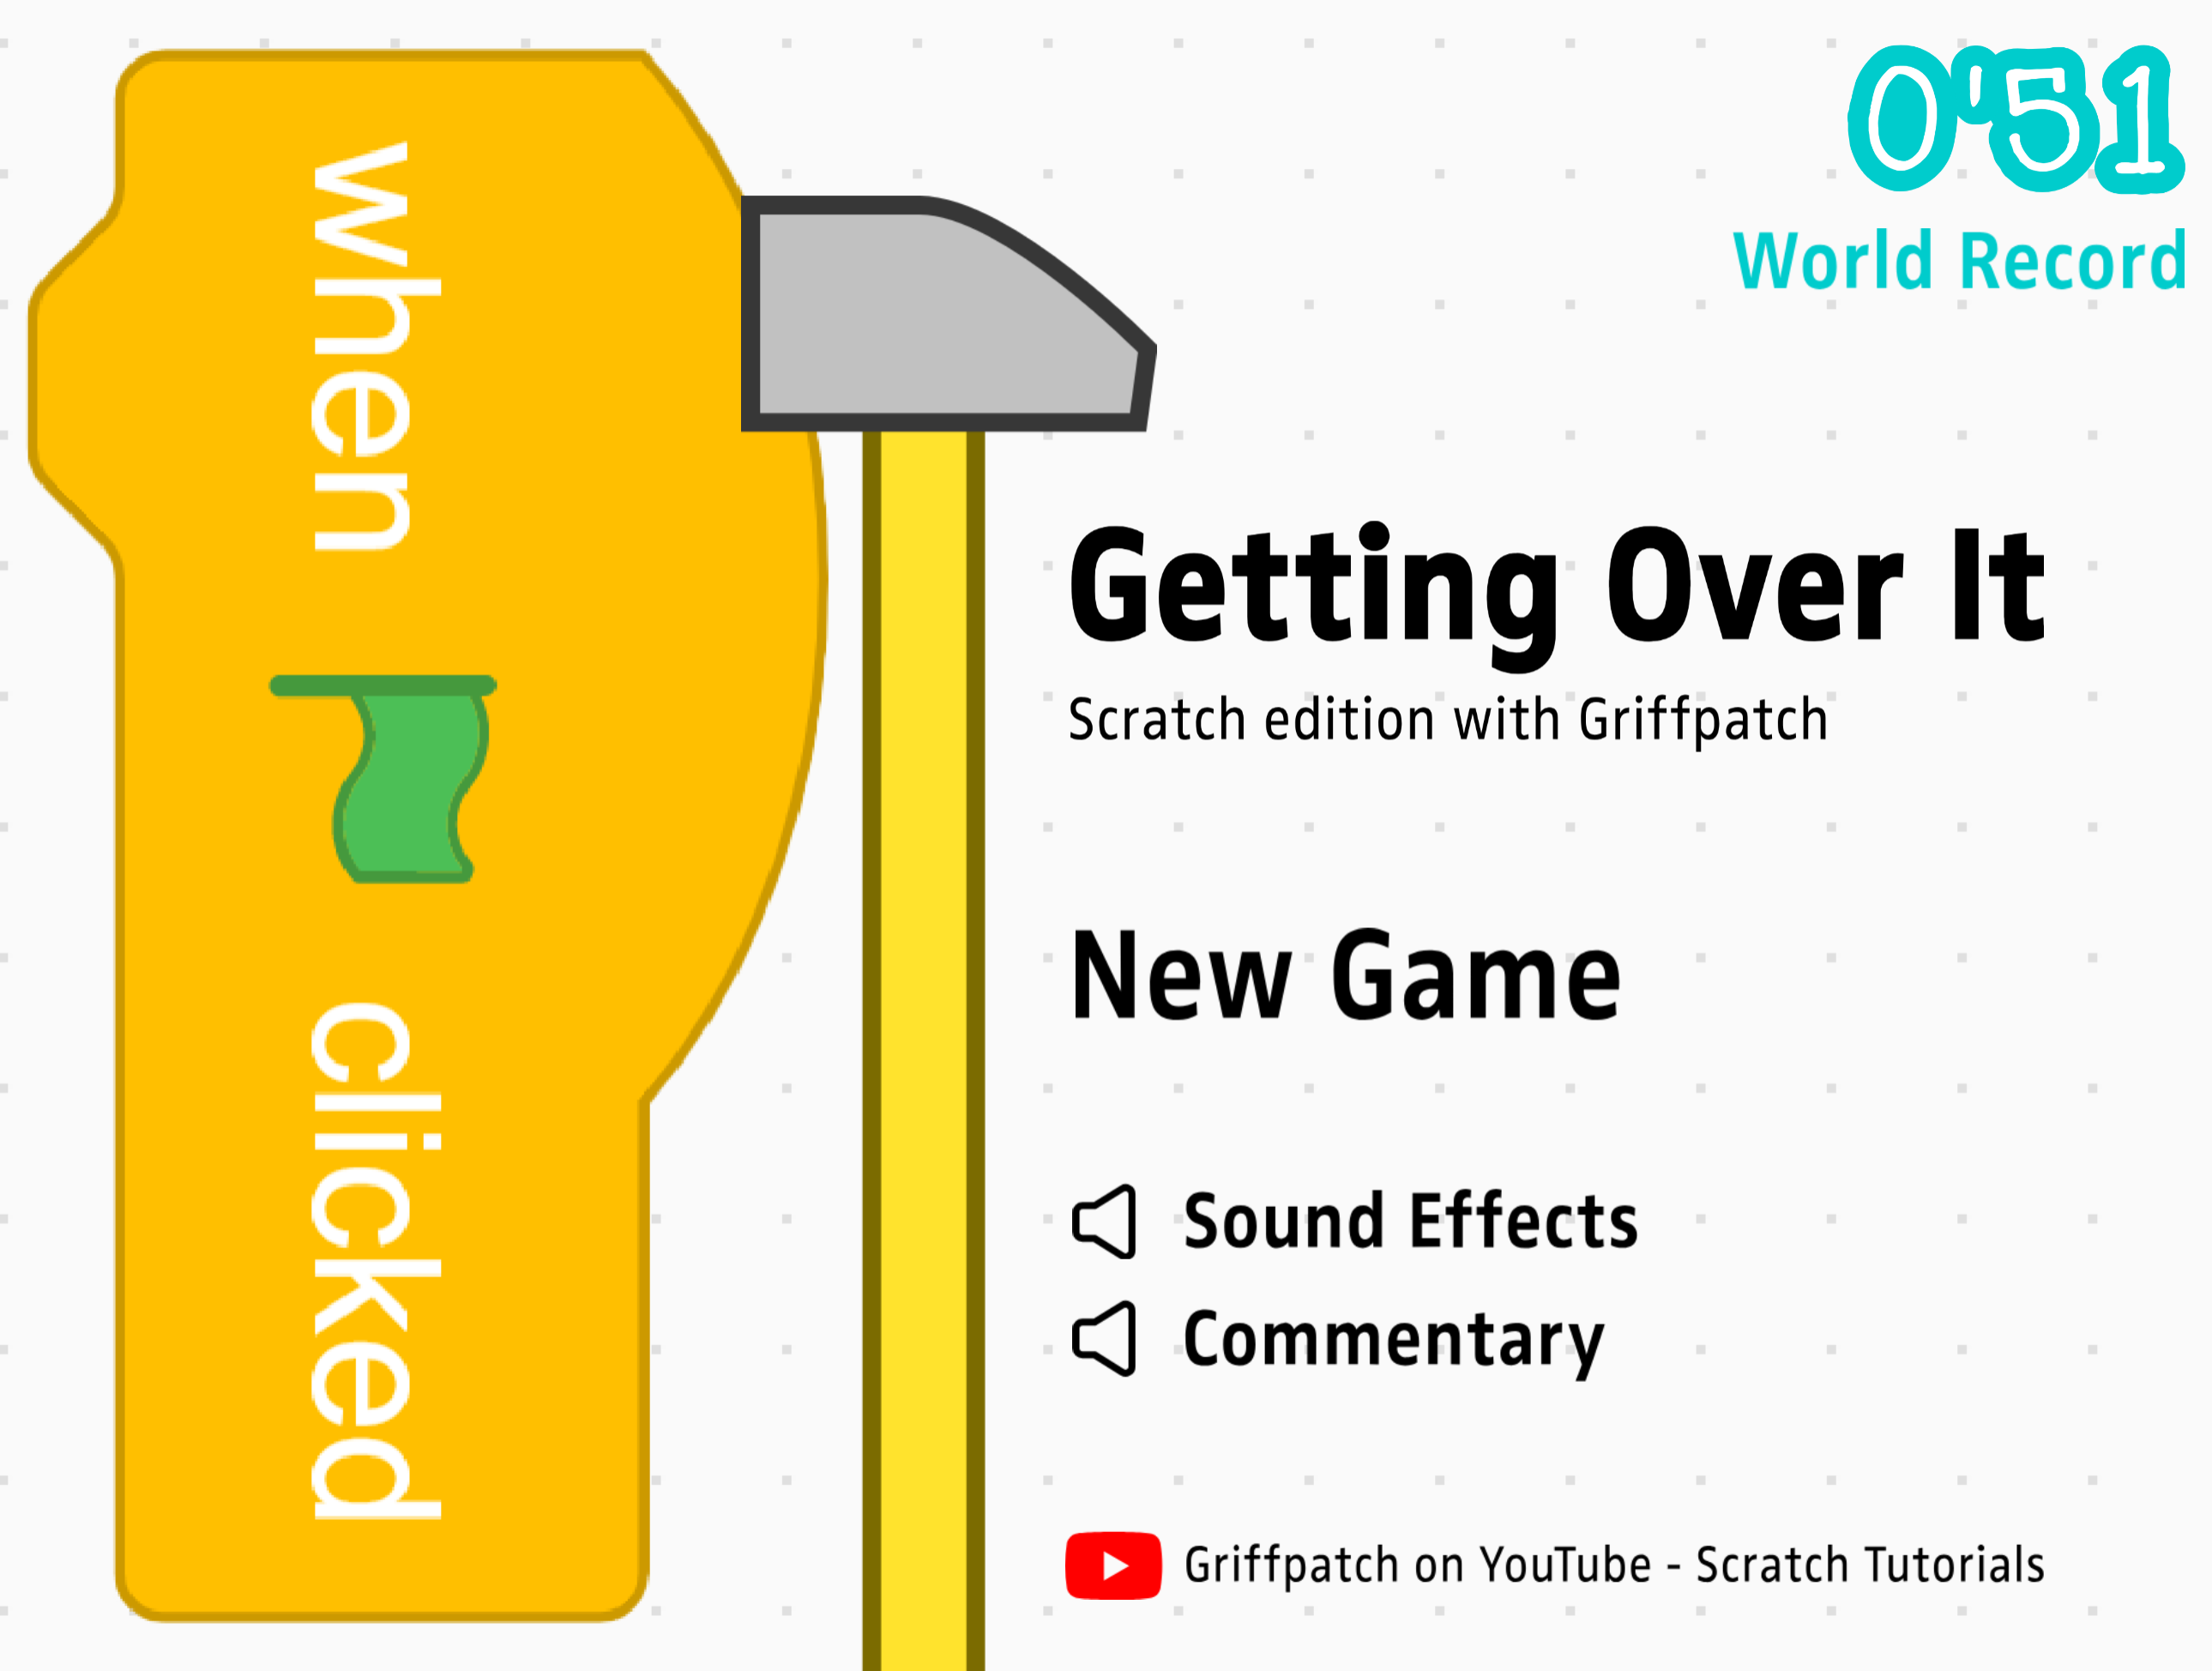 when clicked
0'51
World Record
Getting Over It
Scratch edition with Griffpatch
New Game
Sound Effects
Commentary
Griffpatch on YouTube - Scratch Tutorials